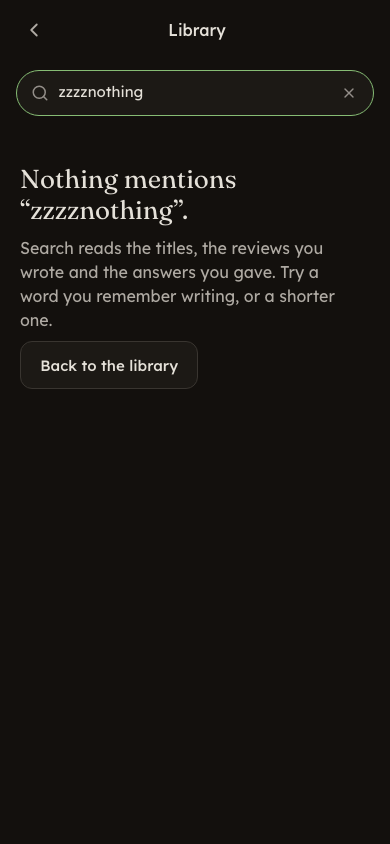 Library
zzzznothing
Nothing mentions
“zzzznothing”.
Search reads the titles, the reviews you
wrote and the answers you gave. Try a
word you remember writing, or a shorter
one.
Back to the library